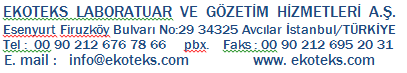 EKOTEKS LABORATUAR VE GÖZETİM HİZMETLERİ A.Ş.
Esenyurt Firuzköy Bulvarı No:29 34325 Avcılar İstanbul/TÜRKİYE
Tel : 00 90 212 676 78 66 pbx. Faks : 00 90 212 695 20 31
E. mail : info@ekoteks.com www. ekoteks.com